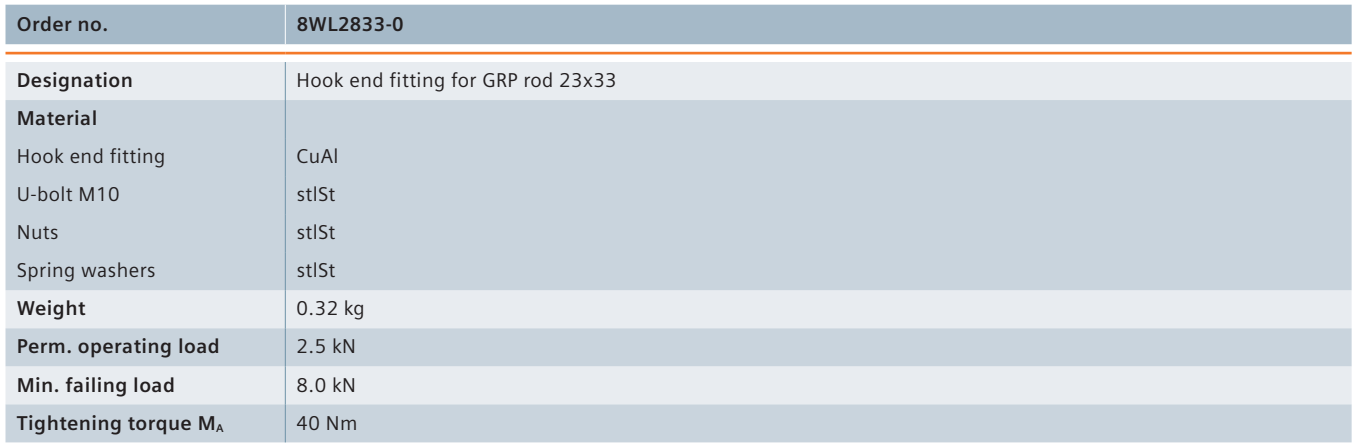 Order no. 8WL2833-0
Designation Hook end fitting for GRP rod 23x33
Material
Hook end fitting CuAl
U-bolt M10 stlSt
Nuts stlSt
Spring washers stlSt
Weight 0.32 kg
Perm. operating load 2.5 kN
Min. failing load 8.0 kN
Tightening torque MA 40 Nm